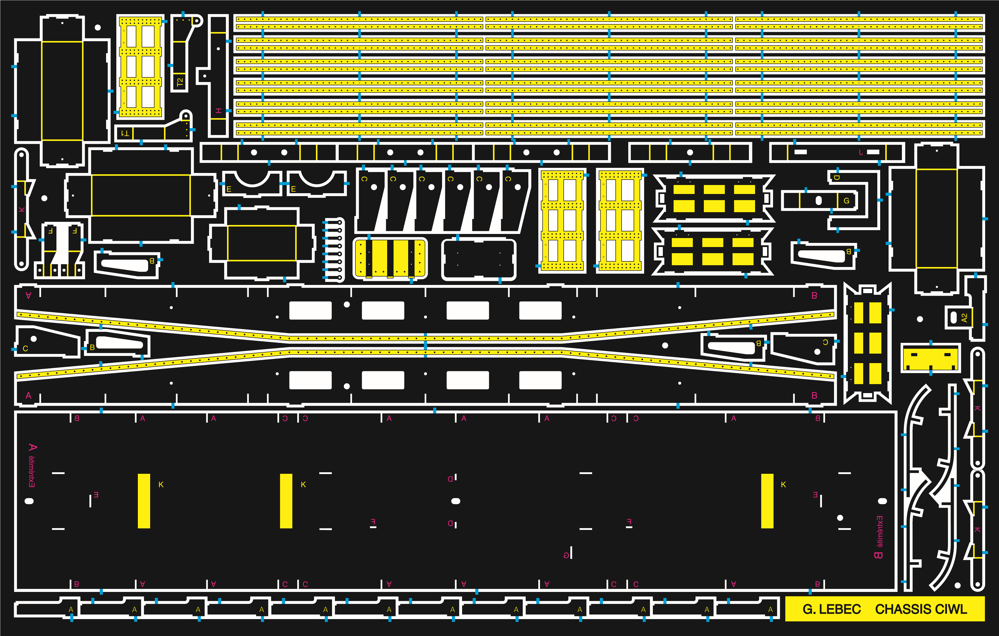 T2
H
T1
J
C C C C C C
D
E E
G
K
F F
B
B
A
B
A2
C
B
B
C
A
B
K
B A A C C A A A C C A B
A Extrémité
K K K
D
E E
F F
D
Extrémité B
G
K
B A A C C A A A C C A B
A A A A A A A A A A A A
G. LEBEC CHASSIS CIWL